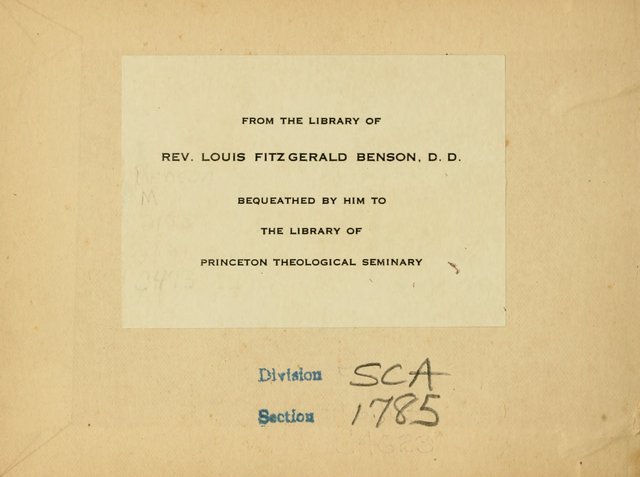 FROM THE LIBRARY OF
REV. LOUIS FITZGERALD BENSON, D. D.
BEQUEATHED BY HIM TO
THE LIBRARY OF
PRINCETON THEOLOGICAL SEMINARY
Division SCA
Section 1785